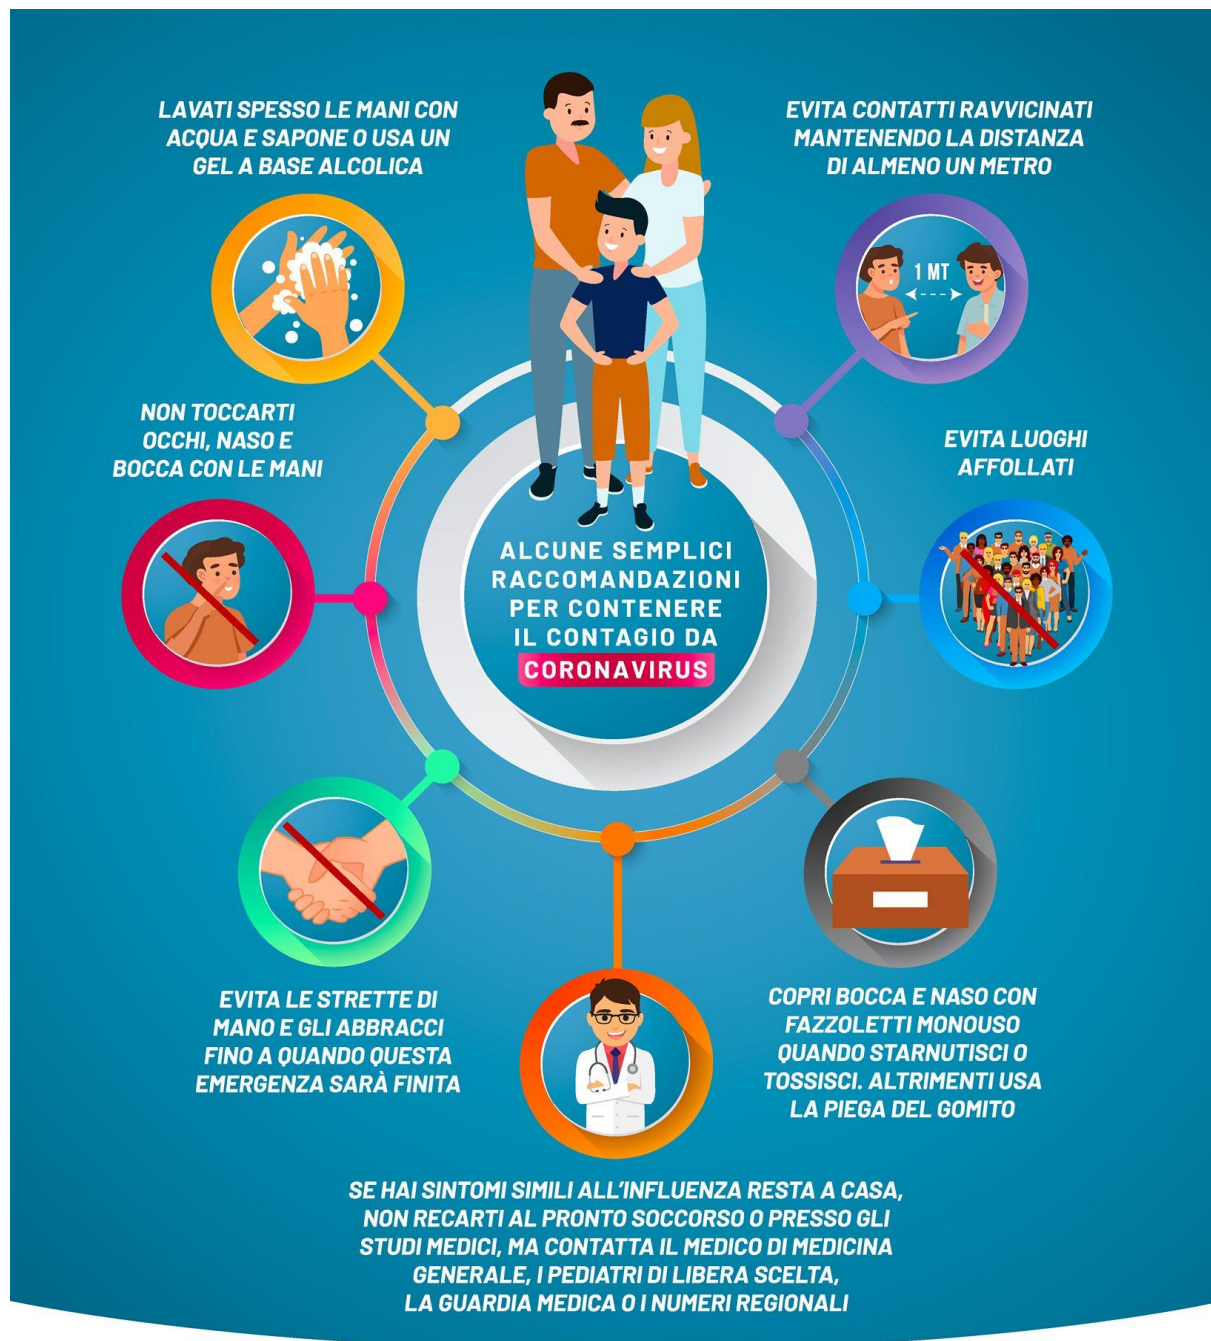 LAVATI SPESSO LE MANI CON
ACQUA E SAPONE O USA UN
GEL A BASE ALCOLICA
EVITA CONTATTI RAVVICINATI
MANTENENDO LA DISTANZA
DI ALMENO UN METRO
1 MT
NON TOCCARTI
OCCHI, NASO E
BOCCA CON LE MANI
EVITA LUOGHI
AFFOLLATI
ALCUNE SEMPLICI
RACCOMANDAZIONI
PER CONTENERE
IL CONTAGIO DA
CORONAVIRUS
EVITA LE STRETTE DI
MANO E GLI ABBRACCI
FINO A QUANDO QUESTA
EMERGENZA SARÀ FINITA
COPRI BOCCA E NASO CON
FAZZOLETTI MONOUSO
QUANDO STARNUTISCI O
TOSSISCI. ALTRIMENTI USA
LA PIEGA DEL GOMITO
SE HAI SINTOMI SIMILI ALL'INFLUENZA RESTA A CASA,
NON RECARTI AL PRONTO SOCCORSO O PRESSO GLI
STUDI MEDICI, MA CONTATTA IL MEDICO DI MEDICINA
GENERALE, I PEDIATRI DI LIBERA SCELTA,
LA GUARDIA MEDICA O I NUMERI REGIONALI